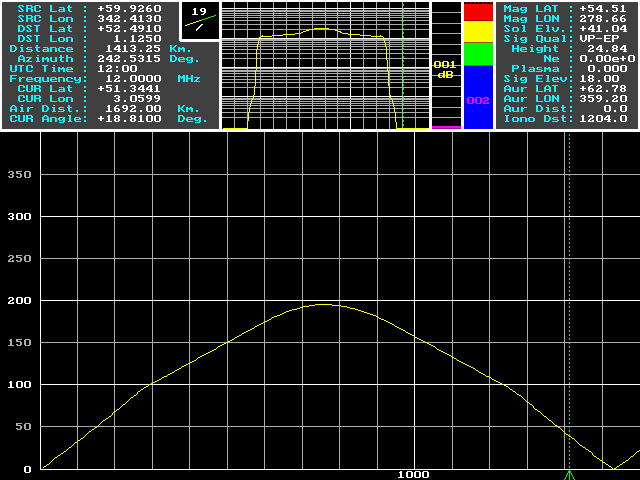 SRC Lat : +59.9260
SRC Lon : 342.4130
DST Lat : +52.4910
DST Lon : 1.1250
Distance : 1413.25 Km.
Azimuth : 242.5315 Deg.
UTC Time : 12:00
Frequency: 12.0000 MHz
CUR Lat : +51.3441
CUR Lon : 3.0599
Air Dist.: 1692.00 Km.
CUR Angle: +18.8100 Deg.
19
001
dB
002
Mag LAT : +54.51
Mag LON : 278.66
Sol Elv.: +41.04
Sig Qual: VP-EP
Height : 24.84
Ne : 0.00e+0
Plasma : 0.000
Sig Elev: 18.00
Aur LAT : +62.78
Aur LON : 359.20
Aur Dist: 0.0
Iono Dst: 1204.0
350
300
250
200
150
100
50
0
1000